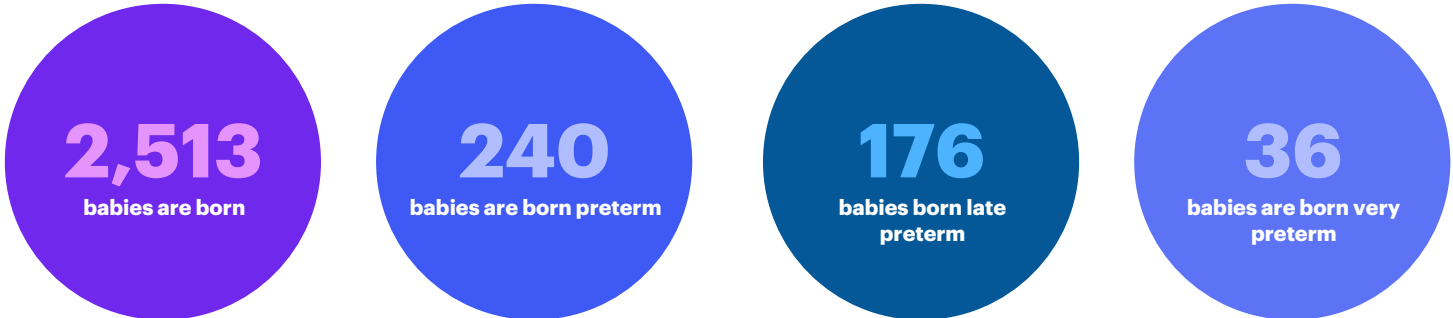 2,513
babies are born
240
babies are born preterm
176
babies born late
preterm
36
babies are born very
preterm